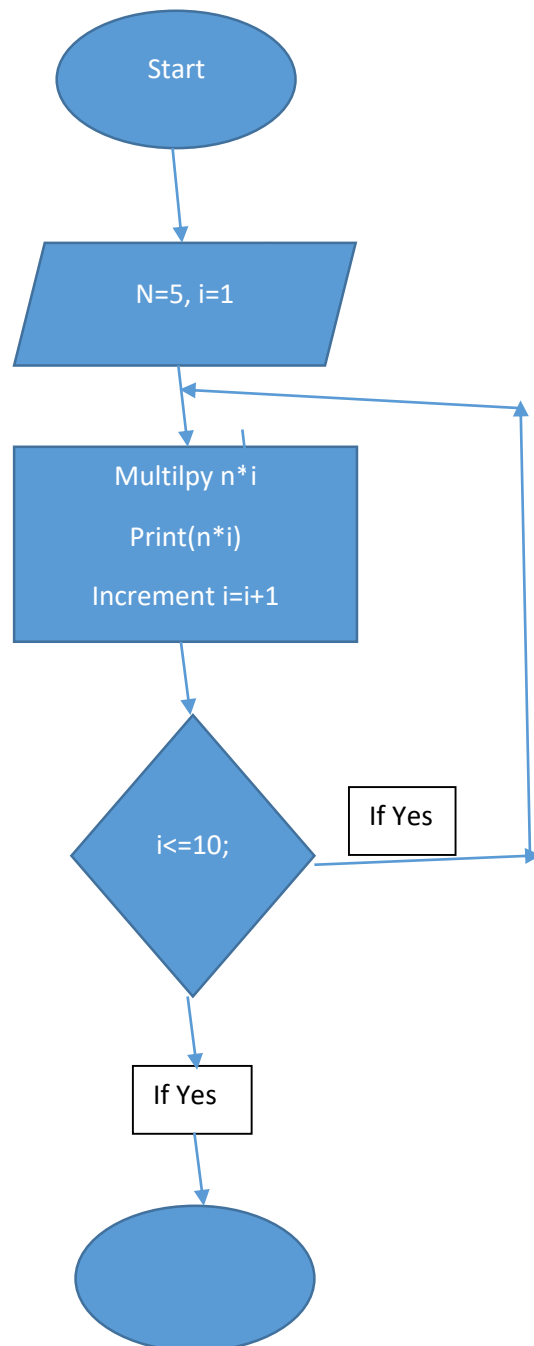 Start
N=5, i=1
Multilpy n*i
Print(n*i)
Increment i=i+1
i<=10;
If Yes
If Yes